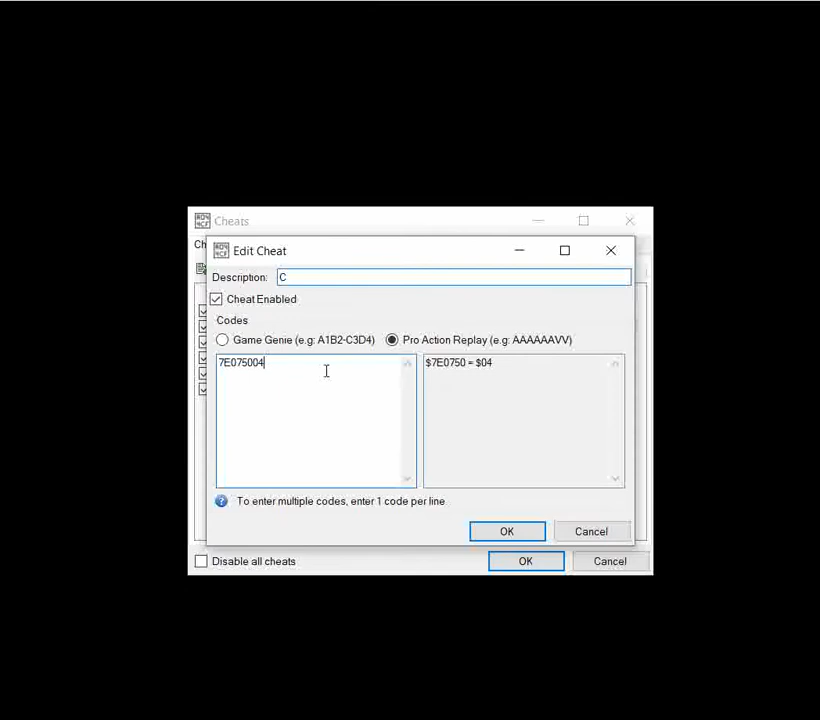 Cheats
Ch
Edit Cheat
Description: C
Cheat Enabled
Codes
Game Genie (e.g: A1B2-C3D4) Pro Action Replay (e.g: AAAAAAVV)
7E075004 $7E0750 = $04
To enter multiple codes, enter 1 code per line
OK Cancel
Disable all cheats OK Cancel